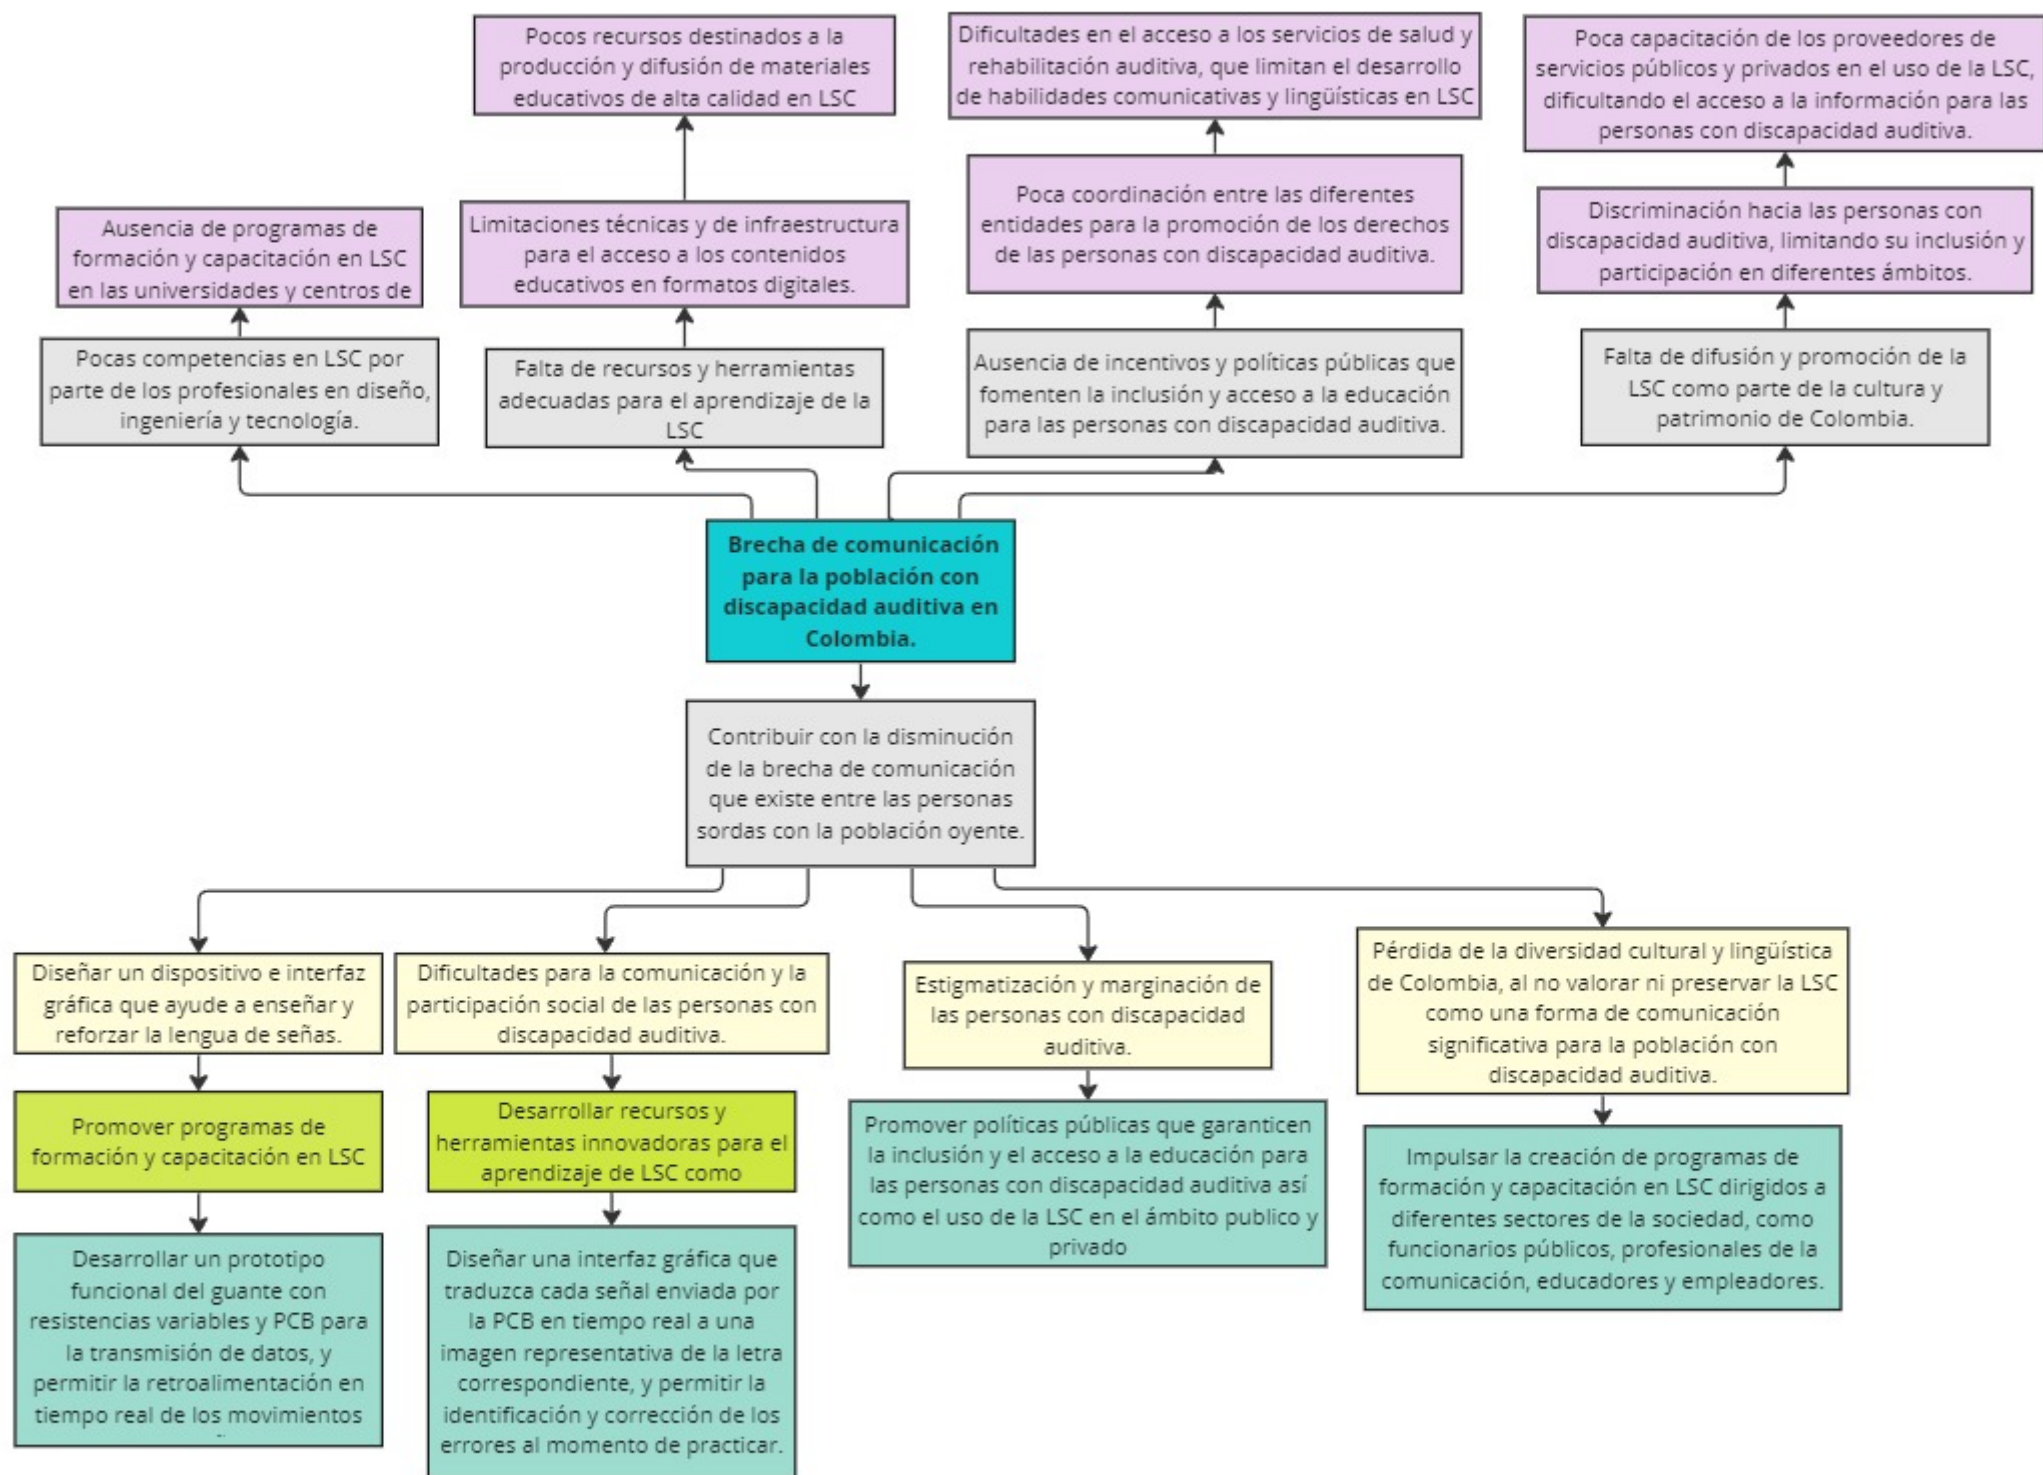 Pocos recursos destinados a la
producción y difusión de materiales
educativos de alta calidad en LSC
Dificultades en el acceso a los servicios de salud y
rehabilitación auditiva, que limitan el desarrollo
de habilidades comunicativas y lingüísticas en LSC
Poca capacitación de los proveedores de
servicios públicos y privados en el uso de la LSC,
dificultando el acceso a la información para las
personas con discapacidad auditiva.
Ausencia de programas de
formación y capacitación en LSC
en las universidades y centros de
Limitaciones técnicas y de infraestructura
para el acceso a los contenidos
educativos en formatos digitales.
Poca coordinación entre las diferentes
entidades para la promoción de los derechos
de las personas con discapacidad auditiva.
Discriminación hacia las personas con
discapacidad auditiva, limitando su inclusión y
participación en diferentes ámbitos.
Pocas competencias en LSC por
parte de los profesionales en diseño,
ingeniería y tecnología.
Falta de recursos y herramientas
adecuadas para el aprendizaje de la
LSC
Ausencia de incentivos y políticas públicas que
fomenten la inclusión y acceso a la educación
para las personas con discapacidad auditiva.
Falta de difusión y promoción de la
LSC como parte de la cultura y
patrimonio de Colombia.
Brecha de comunicación
para la población con
discapacidad auditiva en
Colombia.
Contribuir con la disminución
de la brecha de comunicación
que existe entre las personas
sordas con la población oyente.
Diseñar un dispositivo e interfaz
gráfica que ayude a enseñar y
reforzar la lengua de señas.
Dificultades para la comunicación y la
participación social de las personas con
discapacidad auditiva.
Estigmatización y marginación de
las personas con discapacidad
auditiva.
Pérdida de la diversidad cultural y lingüística
de Colombia, al no valorar ni preservar la LSC
como una forma de comunicación
significativa para la población con
discapacidad auditiva.
Promover programas de
formación y capacitación en LSC
Desarrollar recursos y
herramientas innovadoras para el
aprendizaje de LSC como
Promover políticas públicas que garanticen
la inclusión y el acceso a la educación para
las personas con discapacidad auditiva así
como el uso de la LSC en el ámbito publico y
privado
Impulsar la creación de programas de
formación y capacitación en LSC dirigidos a
diferentes sectores de la sociedad, como
funcionarios públicos, profesionales de la
comunicación, educadores y empleadores.
Desarrollar un prototipo
funcional del guante con
resistencias variables y PCB para
la transmisión de datos, y
permitir la retroalimentación en
tiempo real de los movimientos
Diseñar una interfaz gráfica que
traduzca cada señal enviada por
la PCB en tiempo real a una
imagen representativa de la letra
correspondiente, y permitir la
identificación y corrección de los
errores al momento de practicar.